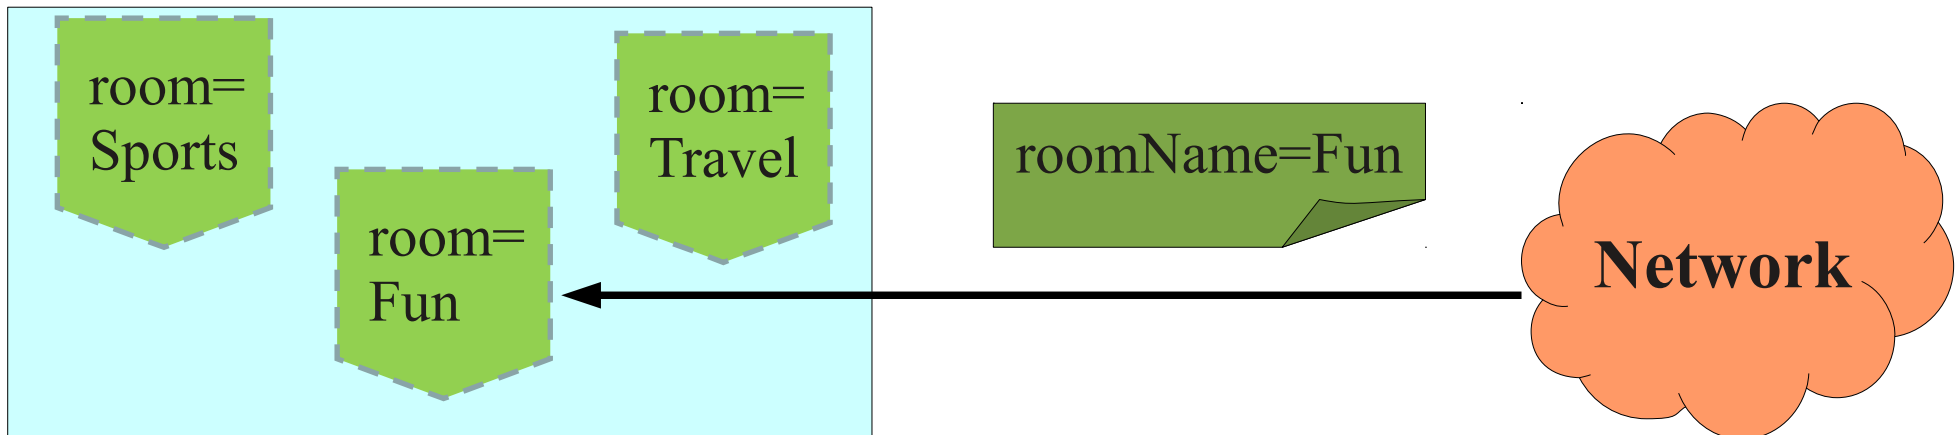 room=
Sports
room=
Travel
room=
Fun
roomName=Fun
Network